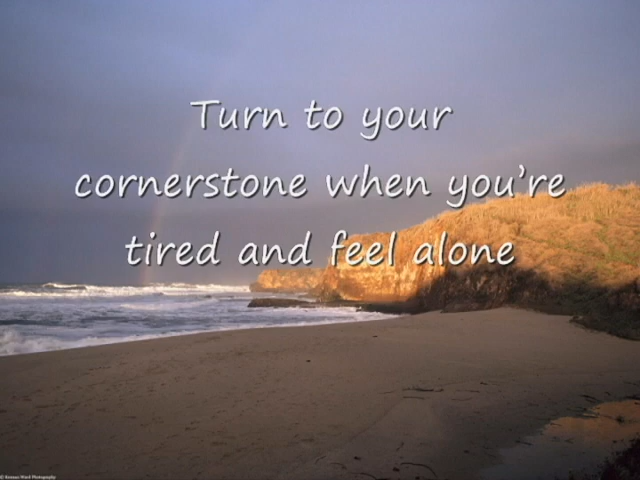 Turn to your
cornerstone when you're
tired and feel alone